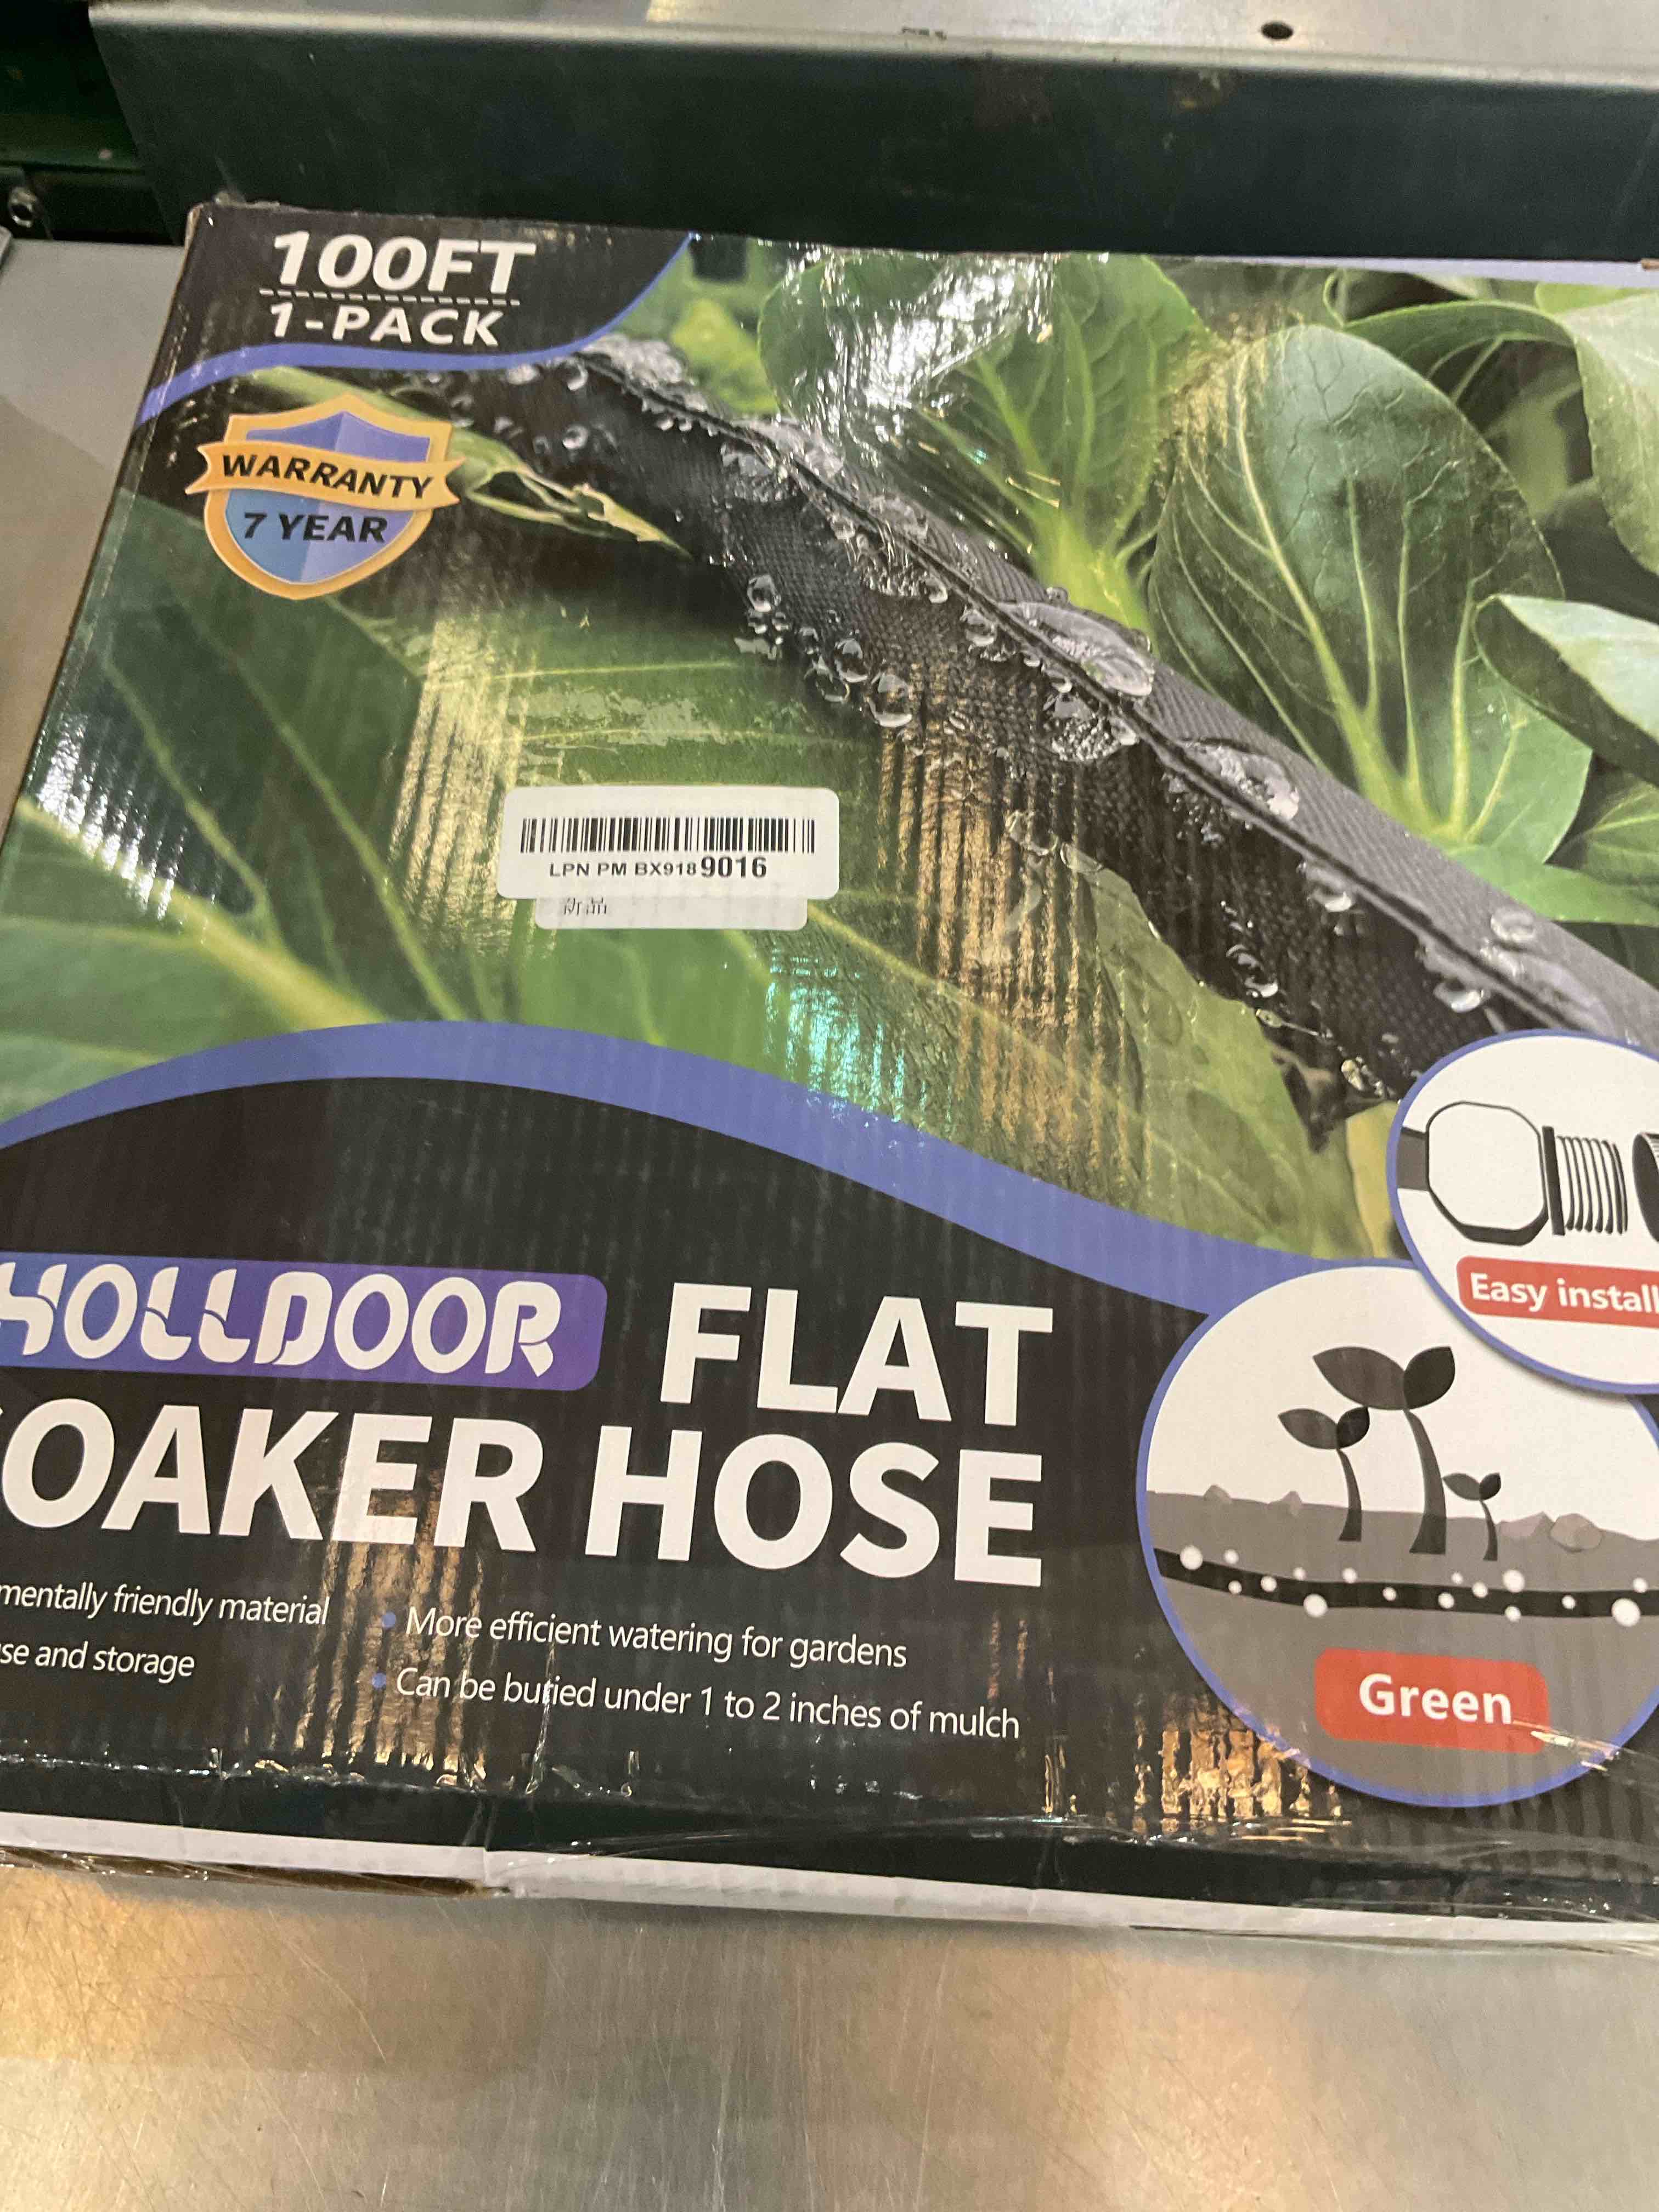 100FT
1-PACK
WARRANTY
7 YEAR
LPN PM BX9189016
新品
Easy install
HOLLDOOR FLAT
OAKER HOSE
mentally friendly material
se and storage
• More efficient watering for gardens
• Can be buried under 1 to 2 inches of mulch
Green